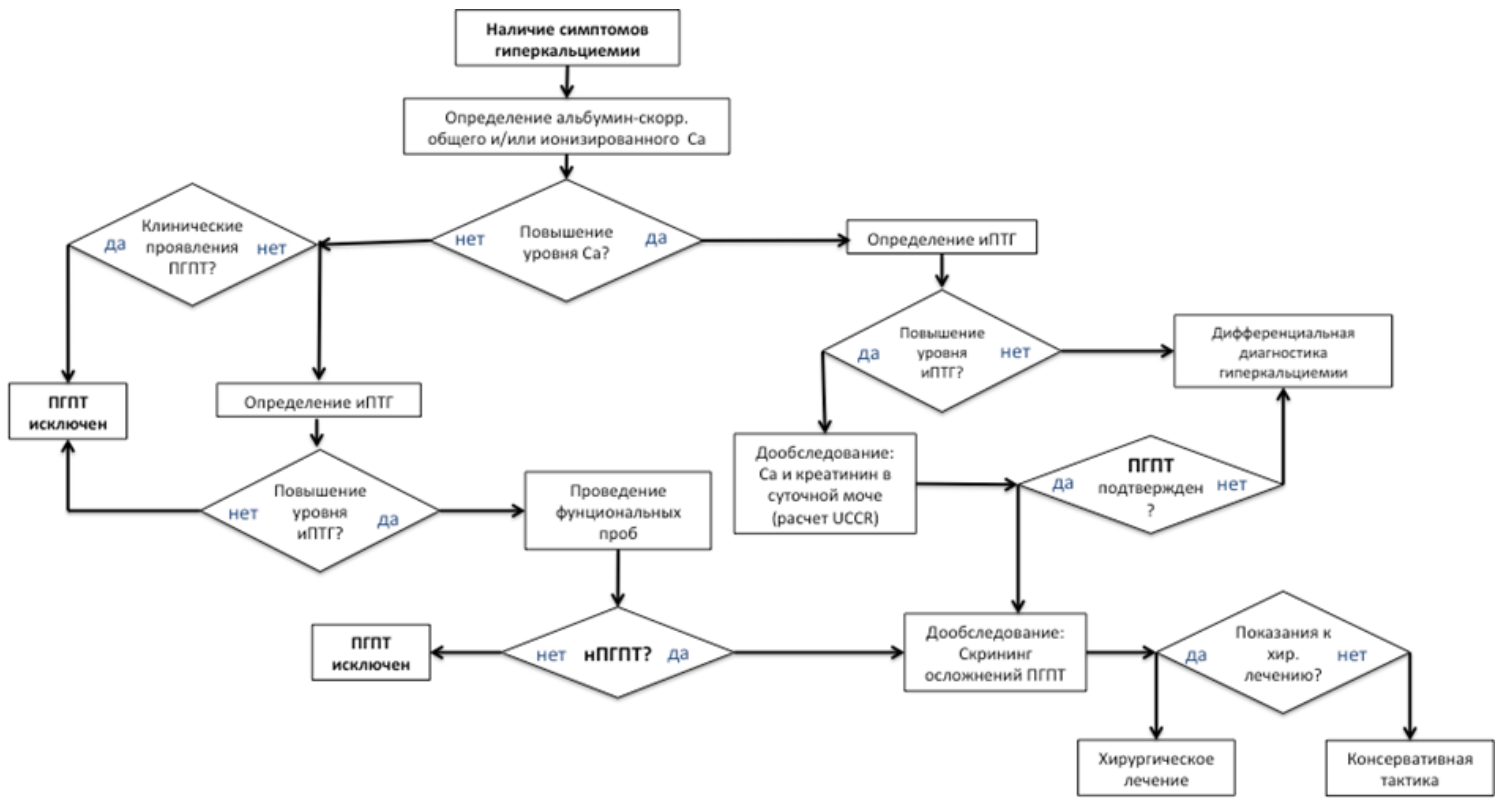 Наличие симптомов
гиперкальциемии
Определение альбумин-скорр.
общего и/или ионизированного Са
Клинические
проявления
ПГПТ?
да
нет
Повышение
уровня Са?
нет
да
Определение иПТГ
Повышение
уровня
иПТГ?
да
нет
Дифференциальная
диагностика
гиперкальциемии
ПГПТ
исключен
Определение иПТГ
Дообследование:
Са и креатинин в
суточной моче
(расчет UCCR)
ПГПТ
подтвержден
?
да
нет
Повышение
уровня
иПТГ?
нет
да
Проведение
фунциональных
проб
ПГПТ
исключен
нет
нПГПТ?
да
Дообследование:
Скрининг
осложнений ПГПТ
Показания к
хир.
лечению?
да
нет
Хирургическое
лечение
Консервативная
тактика